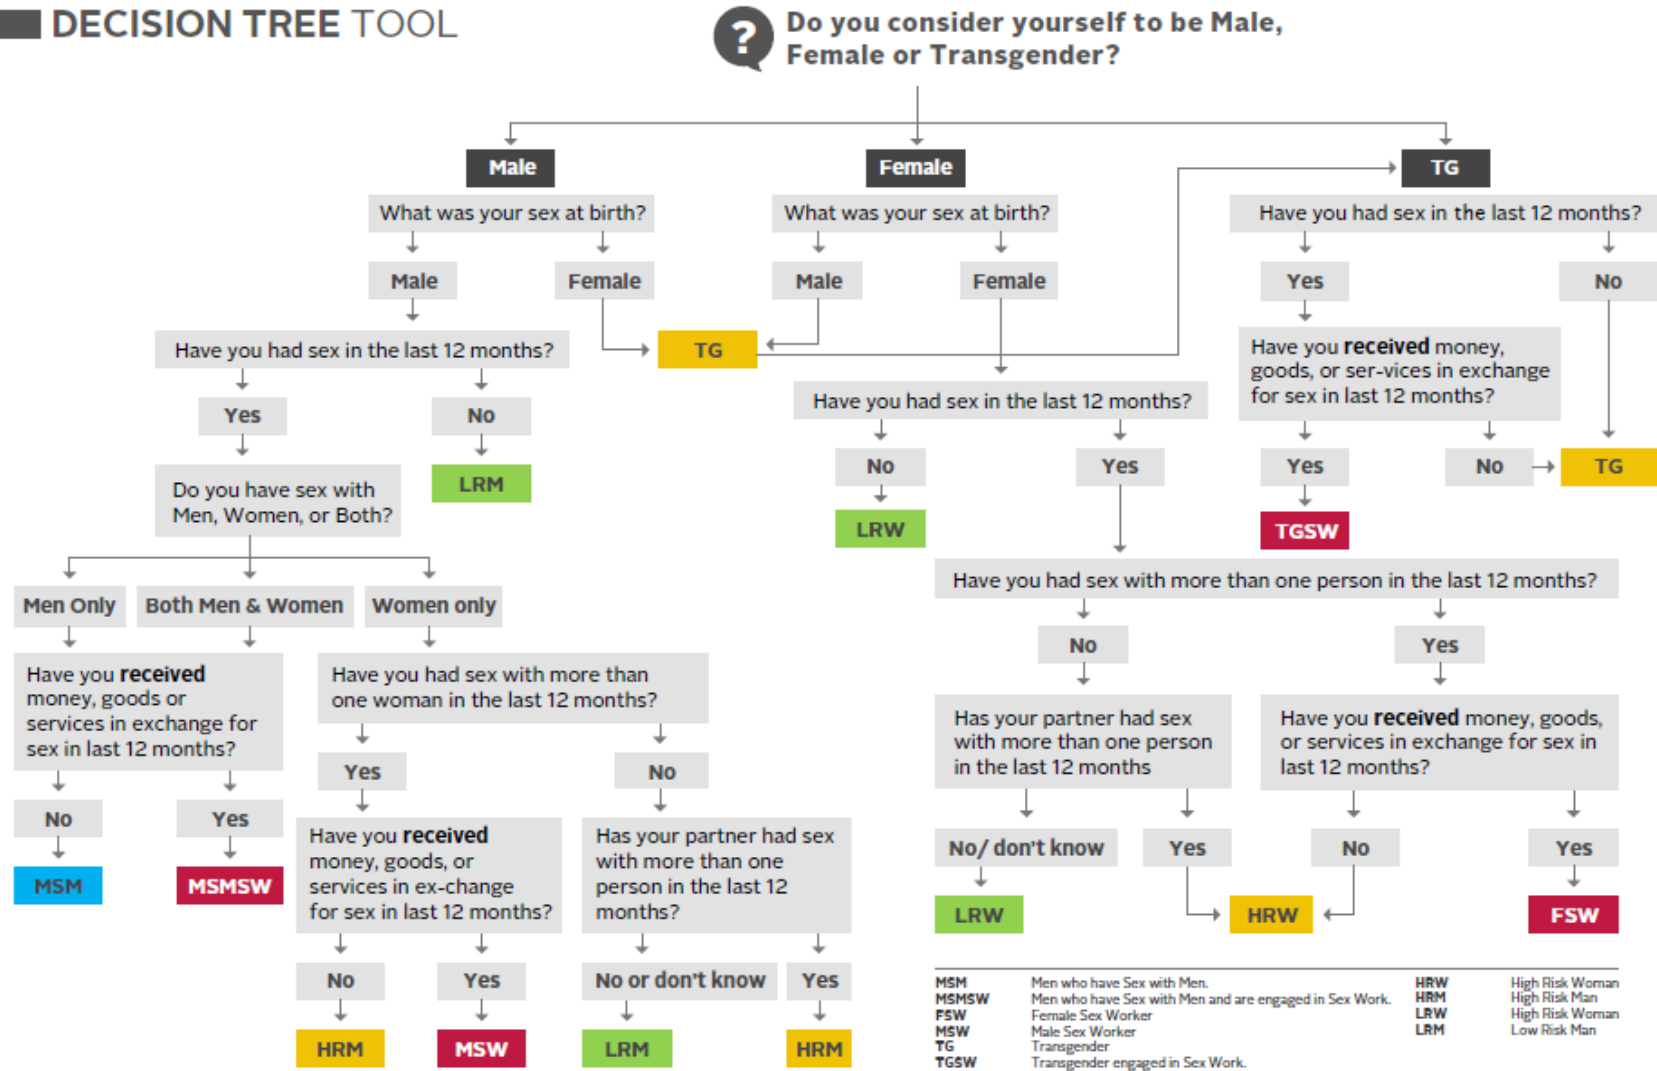 DECISION TREE TOOL
Do you consider yourself to be Male,
Female or Transgender?
Male
Female
TG
What was your sex at birth?
What was your sex at birth?
Have you had sex in the last 12 months?
Male
Female
Male
Female
Yes
No
Have you had sex in the last 12 months?
TG
Have you received money,
goods, or ser-vices in exchange
for sex in last 12 months?
Yes
No
Have you had sex in the last 12 months?
No
Yes
Yes
No
TG
Do you have sex with
Men, Women, or Both?
LRM
LRW
TGSW
Have you had sex with more than one person in the last 12 months?
Men Only
Both Men & Women
Women only
No
Yes
Have you received
money, goods or
services in exchange for
sex in last 12 months?
Have you had sex with more than
one woman in the last 12 months?
Has your partner had sex
with more than one person
in the last 12 months
Have you received money, goods,
or services in exchange for sex in
last 12 months?
Yes
No
No
Yes
Have you received
money, goods, or
services in ex-change
for sex in last 12 months?
Has your partner had sex
with more than one
person in the last 12
months?
No/ don't know
Yes
No
Yes
MSM
MSMSW
LRW
HRW
FSW
No
Yes
No or don't know
Yes
HRM
MSW
LRM
HRM
MSM Men who have Sex with Men.
MSMSW Men who have Sex with Men and are engaged in Sex Work.
FSW Female Sex Worker
MSW Male Sex Worker
TG Transgender
TGSW Transgender engaged in Sex Work.
HRW High Risk Woman
HRM High Risk Man
LRW High Risk Woman
LRM Low Risk Man